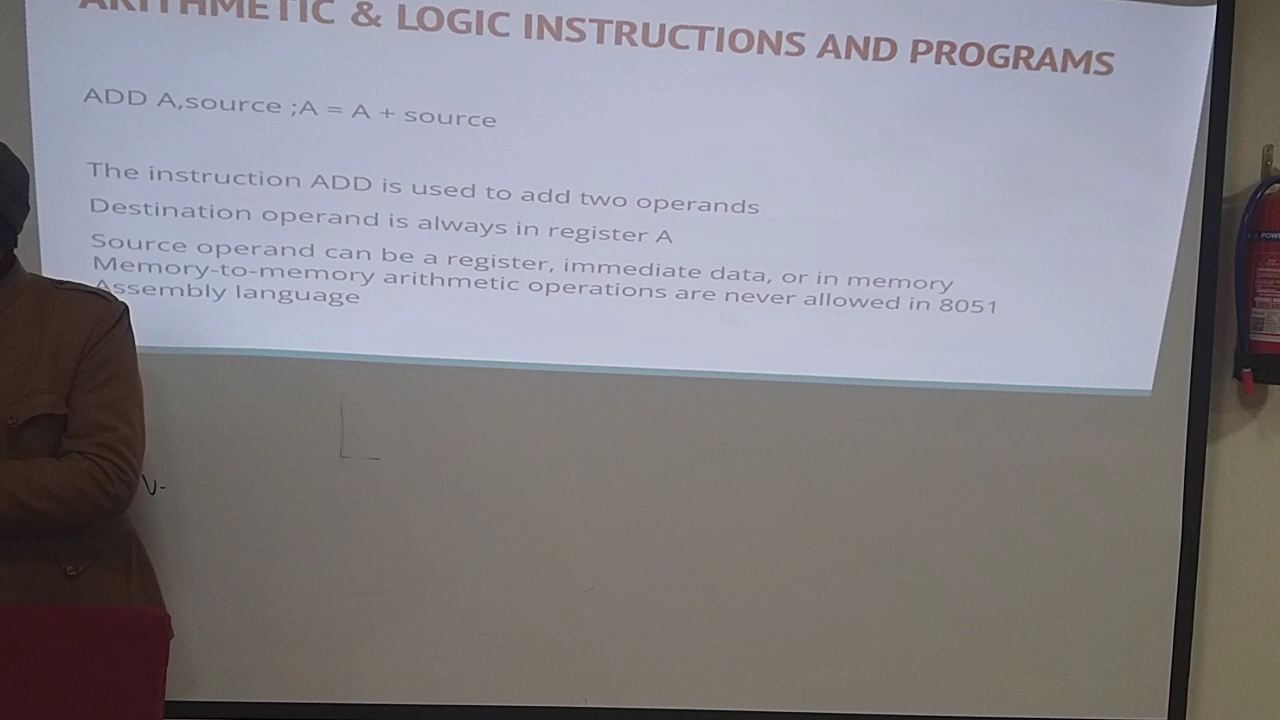 ARITHMETIC & LOGIC INSTRUCTIONS AND PROGRAMS
ADD A,source ;A = A + source
The instruction ADD is used to add two operands
Destination operand is always in register A
Source operand can be a register, immediate data, or in memory
Memory-to-memory arithmetic operations are never allowed in 8051
Assembly language